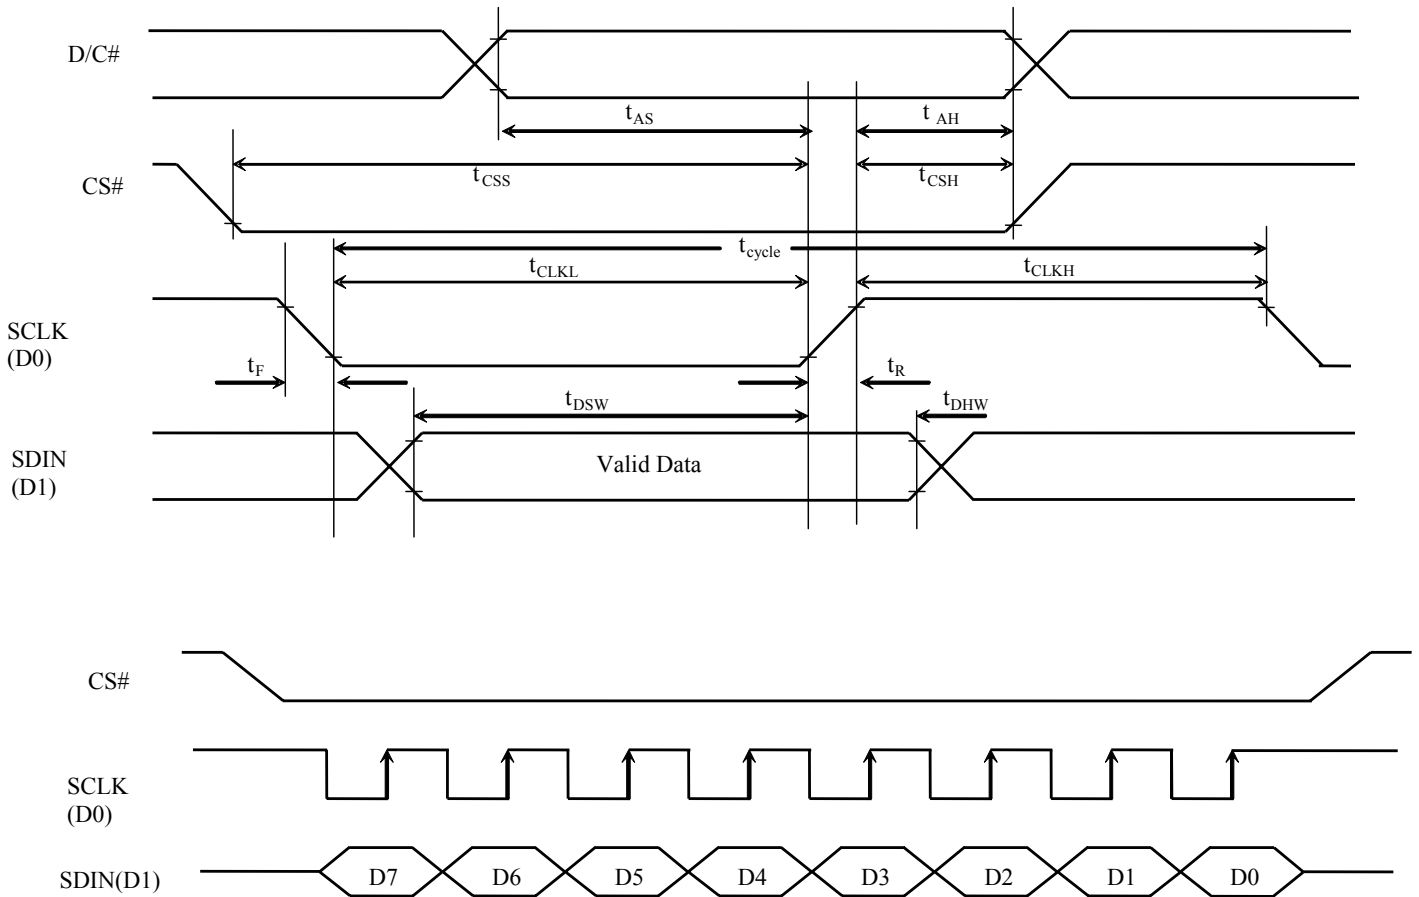 D/C#
tAS
t AH
CS#
tCSS
tCSH
tcycle
tCLKL
tCLKH
SCLK
(D0)
tF
tR
tDSW
tDHW
SDIN
(D1)
Valid Data
CS#
SCLK
(D0)
SDIN(D1)
D7 D6 D5 D4 D3 D2 D1 D0